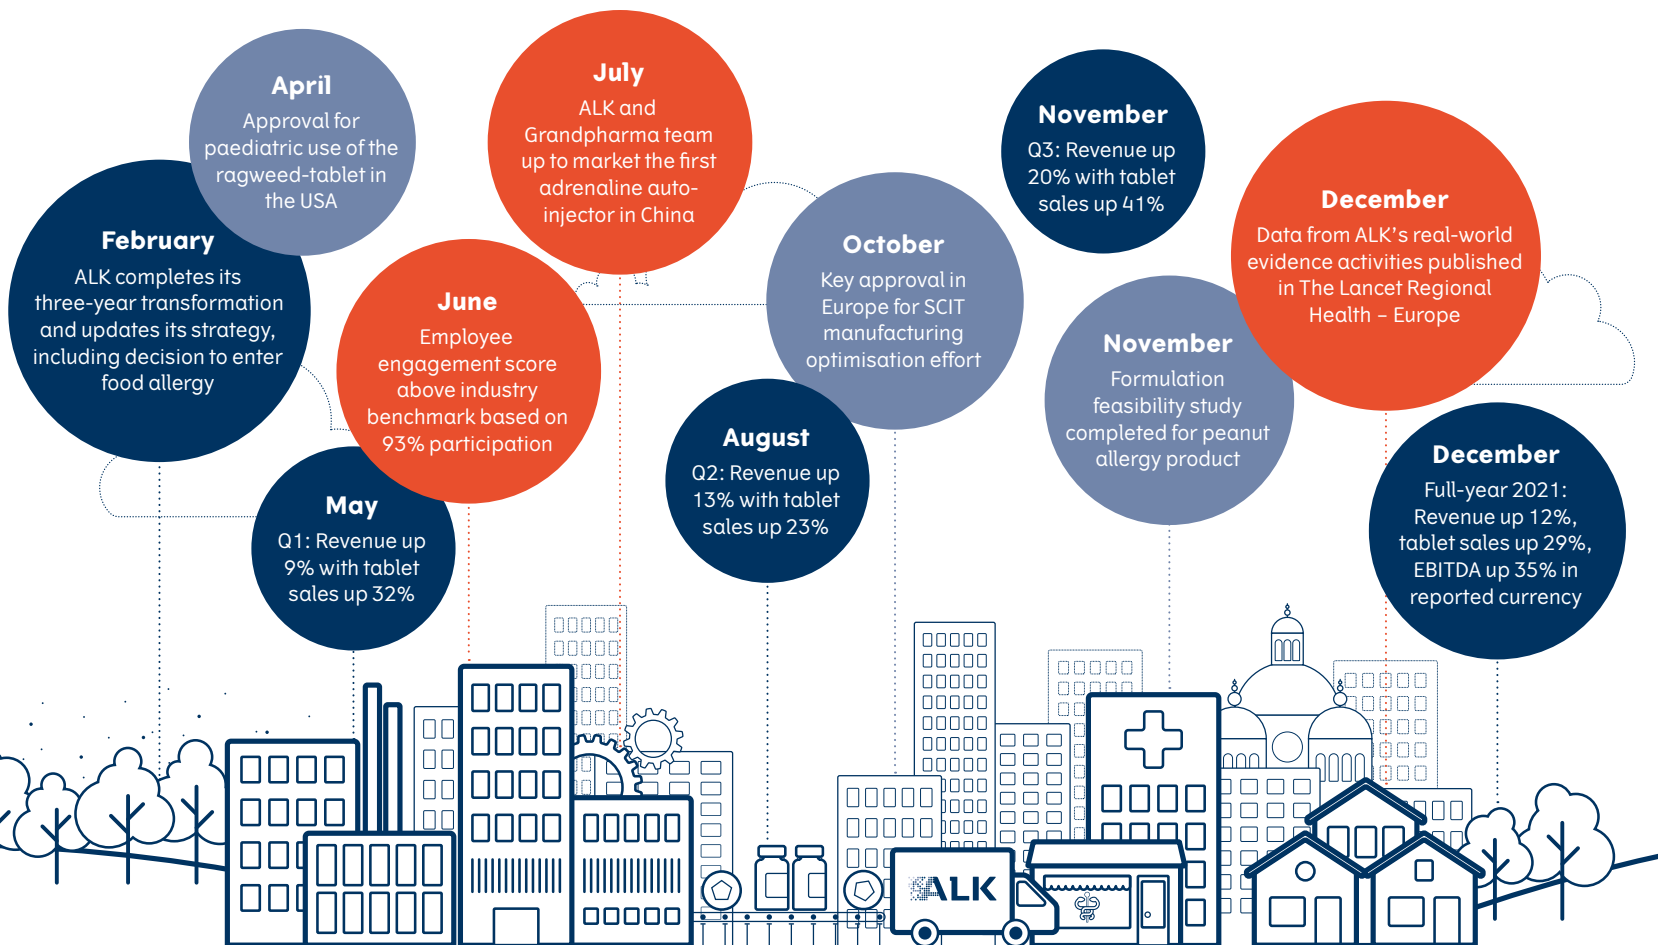 February
ALK completes its
three-year transformation
and updates its strategy,
including decision to enter
food allergy
April
Approval for
paediatric use of the
ragweed-tablet in
the USA
May
Q1: Revenue up
9% with tablet
sales up 32%
June
Employee
engagement score
above industry
benchmark based on
93% participation
July
ALK and
Grandpharma team
up to market the first
adrenaline auto-
injector in China
August
Q2: Revenue up
13% with tablet
sales up 23%
October
Key approval in
Europe for SCIT
manufacturing
optimisation effort
November
Q3: Revenue up
20% with tablet
sales up 41%
November
Formulation
feasibility study
completed for peanut
allergy product
December
Data from ALK’s real-world
evidence activities published
in The Lancet Regional
Health – Europe
December
Full-year 2021:
Revenue up 12%,
tablet sales up 29%,
EBITDA up 35% in
reported currency
ALK